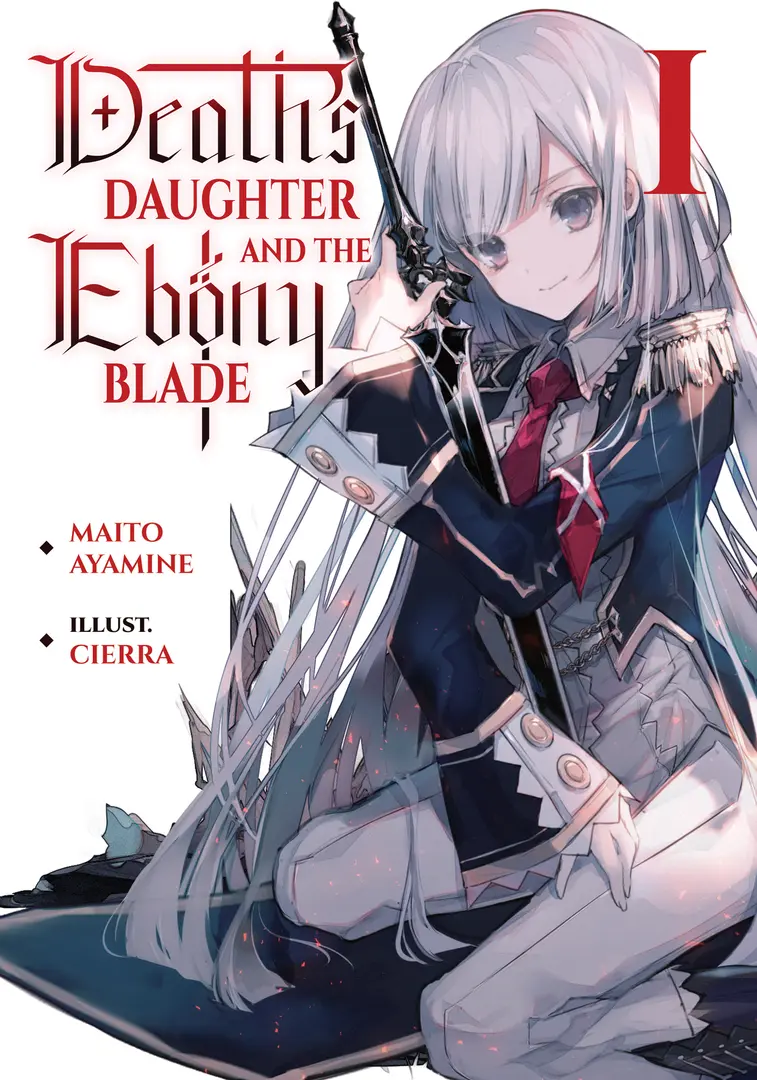 Death's
DAUGHTER
AND THE
Ebony
BLADE
I
MAITO
AYAMINE
ILLUST.
CIERRA